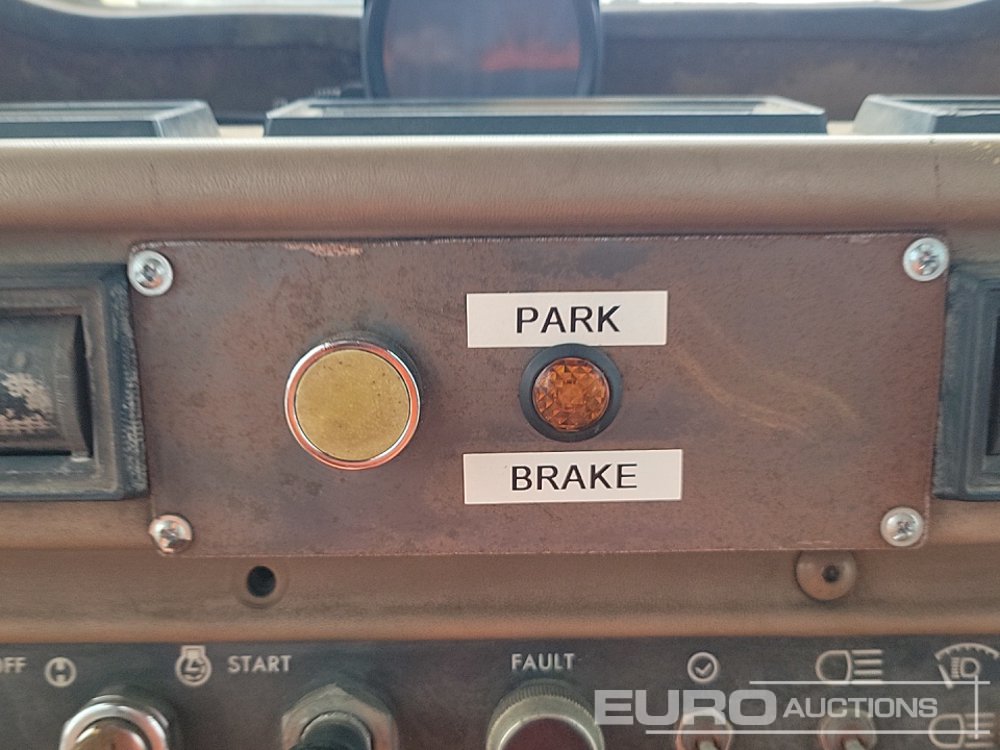 PARK
BRAKE
OFF
START
FAULT
EURO AUCTIONS